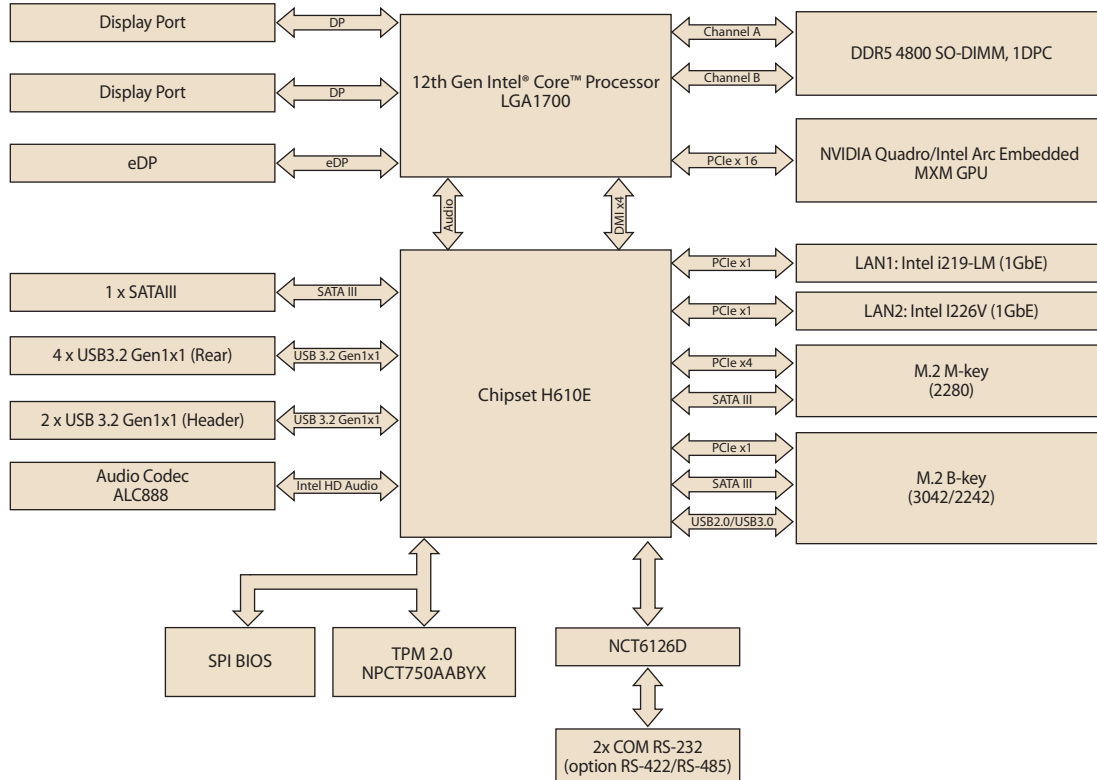 Display Port
DP
Display Port
DP
eDP
eDP
12th Gen Intel® Core™ Processor
LGA1700
Channel A
Channel B
DDR5 4800 SO-DIMM, 1DPC
PCIe x 16
NVIDIA Quadro/Intel Arc Embedded
MXM GPU
Audio
DMI x4
1 x SATAIII
SATA III
4 x USB3.2 Gen1x1 (Rear)
USB 3.2 Gen1x1
2 x USB 3.2 Gen1x1 (Header)
USB 3.2 Gen1x1
Audio Codec
ALC888
Intel HD Audio
Chipset H610E
PCIe x1
LAN1: Intel i219-LM (1GbE)
PCIe x1
LAN2: Intel I226V (1GbE)
PCIe x4
SATA III
M.2 M-key
(2280)
PCIe x1
SATA III
USB2.0/USB3.0
M.2 B-key
(3042/2242)
SPI BIOS
TPM 2.0
NPCT750AABYX
NCT6126D
2x COM RS-232
(option RS-422/RS-485)